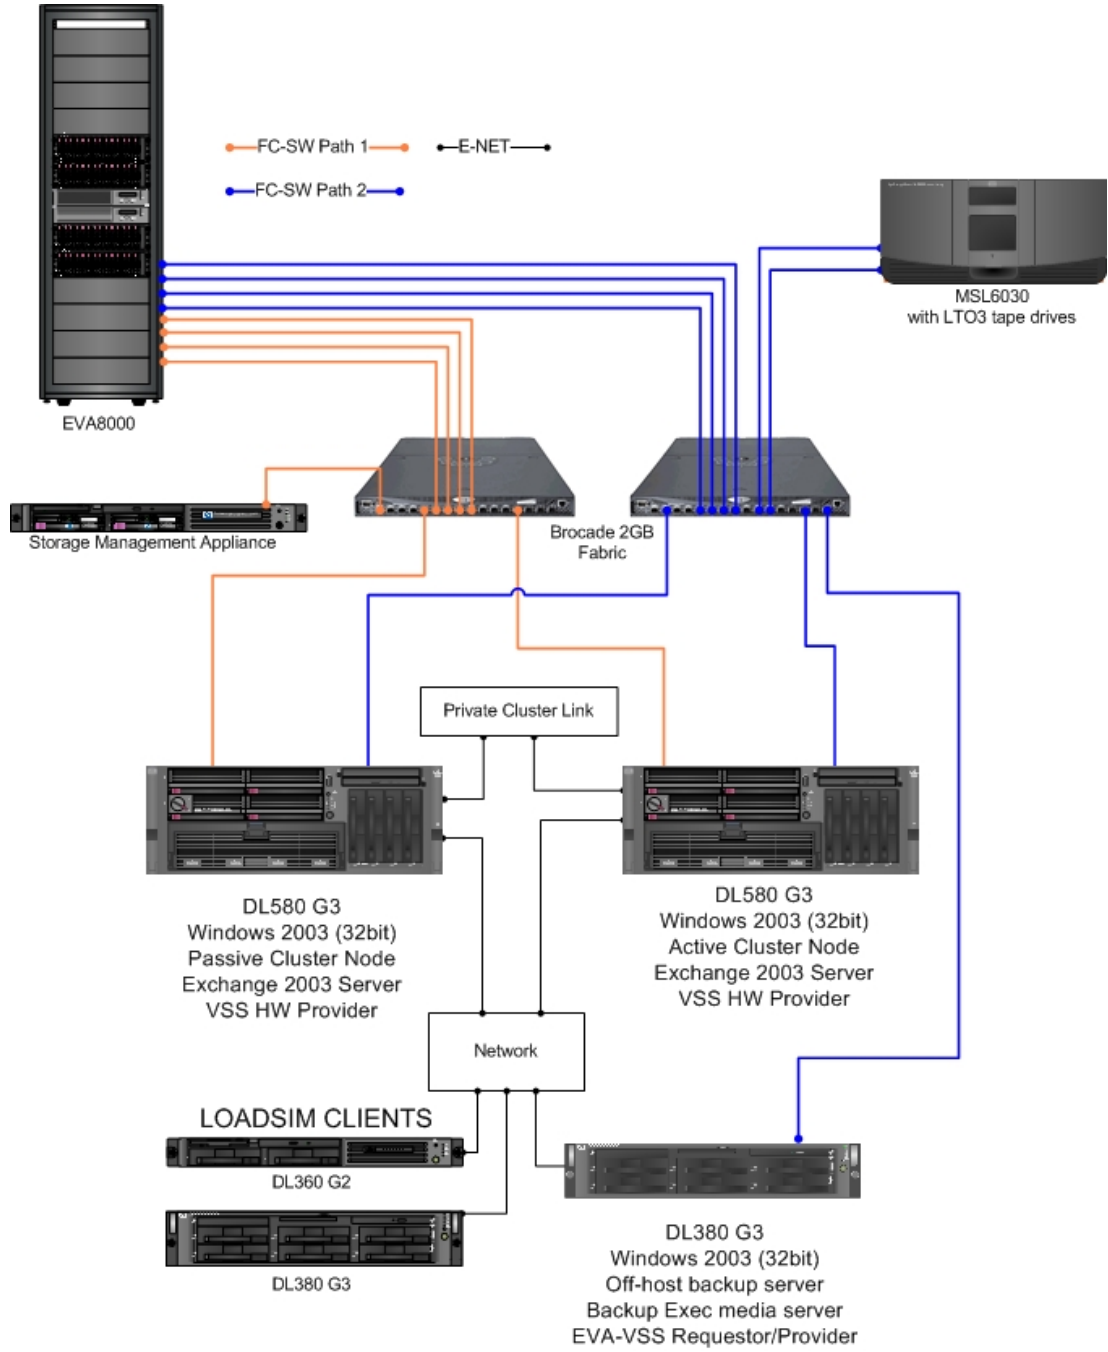 FC-SW Path 1
E-NET
FC-SW Path 2
MSL6030
with LTO3 tape drives
EVA8000
Storage Management Appliance
Brocade 2GB
Fabric
Private Cluster Link
DL580 G3
Windows 2003 (32bit)
Passive Cluster Node
Exchange 2003 Server
VSS HW Provider
DL580 G3
Windows 2003 (32bit)
Active Cluster Node
Exchange 2003 Server
VSS HW Provider
Network
LOADSIM CLIENTS
DL360 G2
DL380 G3
DL380 G3
Windows 2003 (32bit)
Off-host backup server
Backup Exec media server
EVA-VSS Requestor/Provider